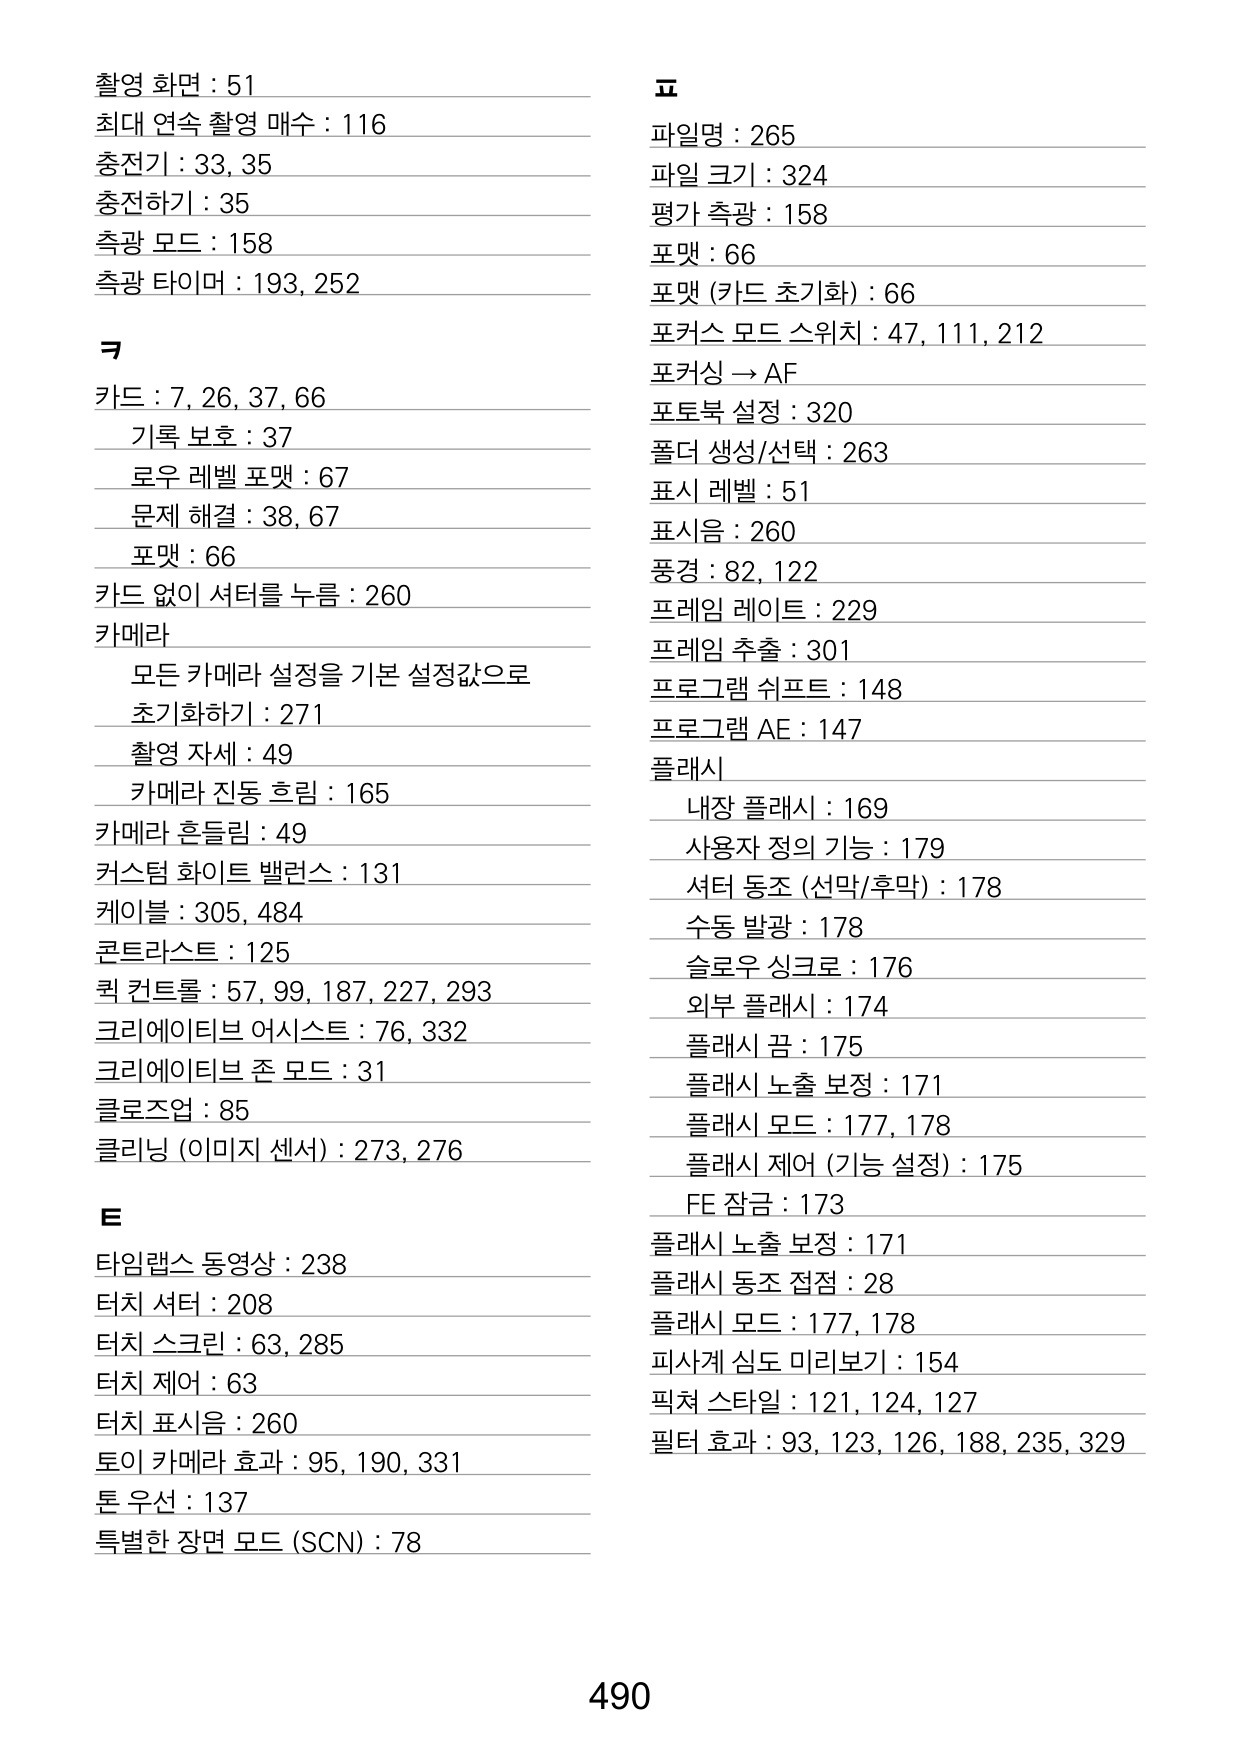 촬영 화면 : 51
최대 연속 촬영 매수 : 116
충전기 : 33, 35
충전하기 : 35
측광 모드 : 158
측광 타이머 : 193, 252
ㅋ
카드 : 7, 26, 37, 66
기록 보호 : 37
로우 레벨 포맷 : 67
문제 해결 : 38, 67
포맷 : 66
카드 없이 셔터를 누름 : 260
카메라
모든 카메라 설정을 기본 설정값으로
초기화하기 : 271
촬영 자세 : 49
카메라 진동 흐림 : 165
카메라 흔들림 : 49
커스텀 화이트 밸런스 : 131
케이블 : 305, 484
콘트라스트 : 125
퀵 컨트롤 : 57, 99, 187, 227, 293
크리에이티브 어시스트 : 76, 332
크리에이티브 존 모드 : 31
클로즈업 : 85
클리닝 (이미지 센서) : 273, 276
ㅌ
타임랩스 동영상 : 238
터치 셔터 : 208
터치 스크린 : 63, 285
터치 제어 : 63
터치 표시음 : 260
토이 카메라 효과 : 95, 190, 331
톤 우선 : 137
특별한 장면 모드 (SCN) : 78
ㅍ
파일명 : 265
파일 크기 : 324
평가 측광 : 158
포맷 : 66
포맷 (카드 초기화) : 66
포커스 모드 스위치 : 47, 111, 212
포커싱 → AF
포토북 설정 : 320
폴더 생성/선택 : 263
표시 레벨 : 51
표시음 : 260
풍경 : 82, 122
프레임 레이트 : 229
프레임 추출 : 301
프로그램 쉬프트 : 148
프로그램 AE : 147
플래시
내장 플래시 : 169
사용자 정의 기능 : 179
셔터 동조 (선막/후막) : 178
수동 발광 : 178
슬로우 싱크로 : 176
외부 플래시 : 174
플래시 끔 : 175
플래시 노출 보정 : 171
플래시 모드 : 177, 178
플래시 제어 (기능 설정) : 175
FE 잠금 : 173
플래시 노출 보정 : 171
플래시 동조 접점 : 28
플래시 모드 : 177, 178
피사계 심도 미리보기 : 154
픽쳐 스타일 : 121, 124, 127
필터 효과 : 93, 123, 126, 188, 235, 329
490